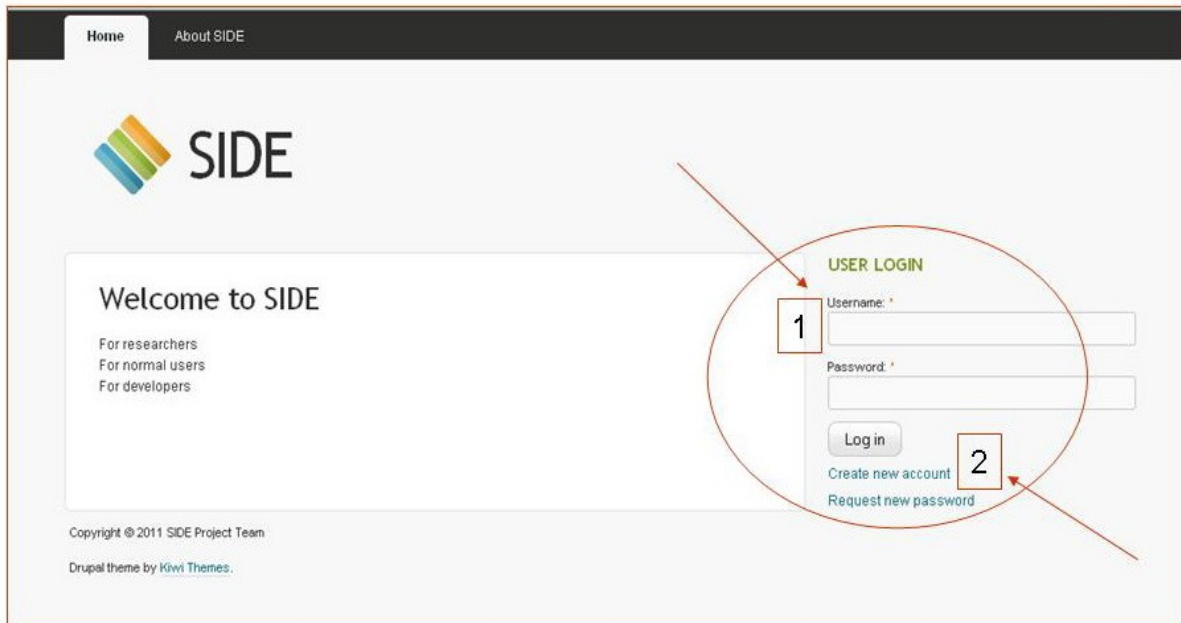 Home
About SIDE
SIDE
Welcome to SIDE
For researchers
For normal users
For developers
USER LOGIN
Username: *
1
Password: *
Log in
2
Create new account
Request new password
Copyright © 2011 SIDE Project Team
Drupal theme by Kiwi Themes.